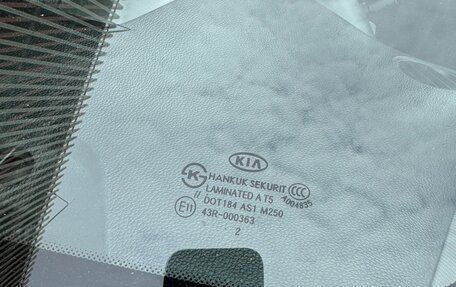 KIA
HANKUK SEKURIT
// LAMINATED A T5
CCC
A004835
DOT184 AS1 M250
E11
43R-000363
2